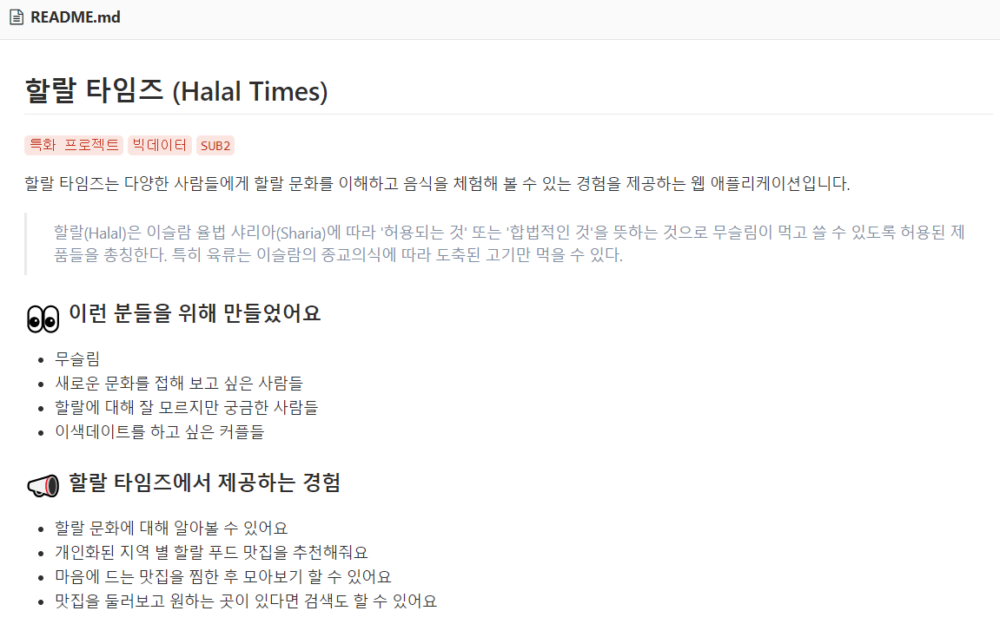 README.md
할랄 타임즈 (Halal Times)
특화 프로젝트 빅데이터 SUB2
할랄 타임즈는 다양한 사람들에게 할랄 문화를 이해하고 음식을 체험해 볼 수 있는 경험을 제공하는 웹 애플리케이션입니다.
할랄(Halal)은 이슬람 율법 샤리아(Sharia)에 따라 '허용되는 것' 또는 '합법적인 것'을 뜻하는 것으로 무슬림이 먹고 쓸 수 있도록 허용된 제
품들을 총칭한다. 특히 육류는 이슬람의 종교의식에 따라 도축된 고기만 먹을 수 있다.
이런 분들을 위해 만들었어요
무슬림
새로운 문화를 접해 보고 싶은 사람들
할랄에 대해 잘 모르지만 궁금한 사람들
이색데이트를 하고 싶은 커플들
할랄 타임즈에서 제공하는 경험
할랄 문화에 대해 알아볼 수 있어요
개인화된 지역 별 할랄 푸드 맛집을 추천해줘요
마음에 드는 맛집을 찜한 후 모아보기 할 수 있어요
맛집을 둘러보고 원하는 곳이 있다면 검색도 할 수 있어요